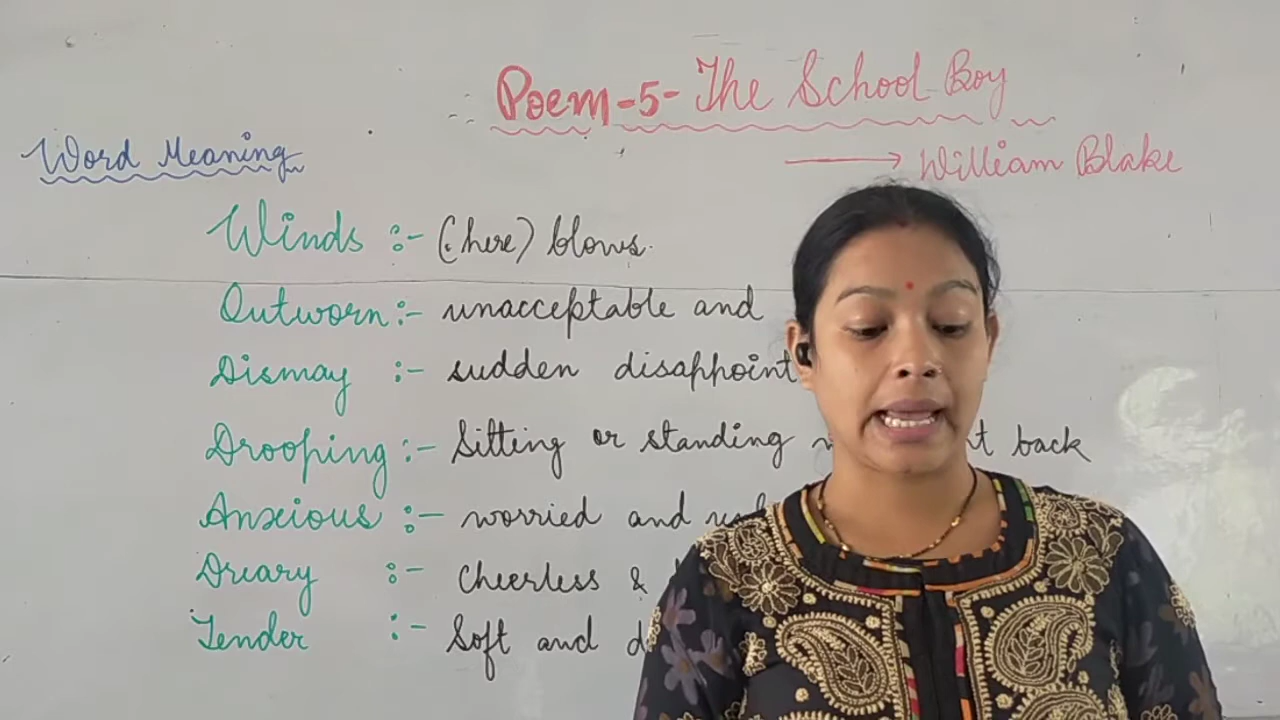 Poem-5- The School Boy
→ William Blake
Word Meaning
Winds :- (here) blows.
Outworn :- unacceptable and
Dismay :- sudden disappoint
Drooping :- Sitting or standing back
Anxious :- worried and
Dreary :- Cheerless &
Tender :- Soft and